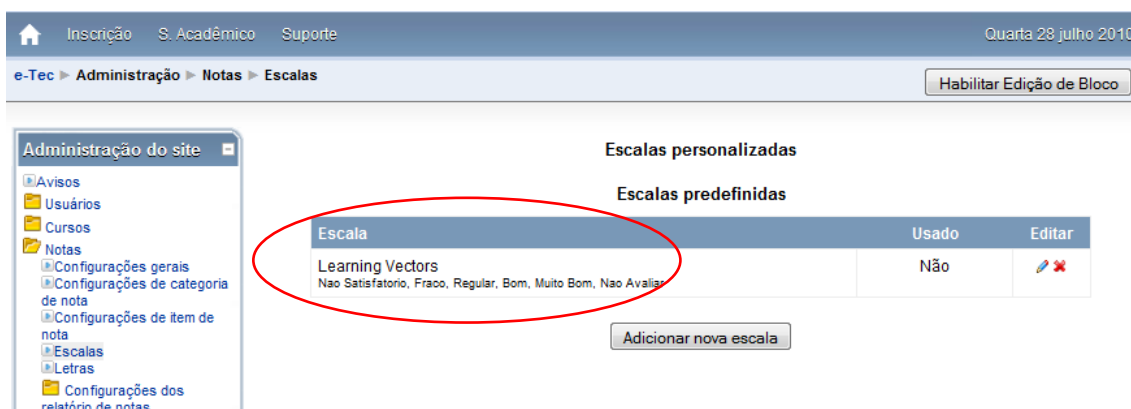 Inscrição S. Acadêmico Suporte Quarta 28 julho 2010
e-Tec Administração Notas Escalas
Habilitar Edição de Bloco
Administração do site
Avisos
Usuários
Cursos
Notas
Configurações gerais
Configurações de categoria
de nota
Configurações de item de
nota
Escalas
Letras
Configurações dos
relatório de notas
Escalas personalizadas
Escalas predefinidas
Escala Usado Editar
Learning Vectors Não
Nao Satisfatorio, Fraco, Regular, Bom, Muito Bom, Nao Avaliar
Adicionar nova escala